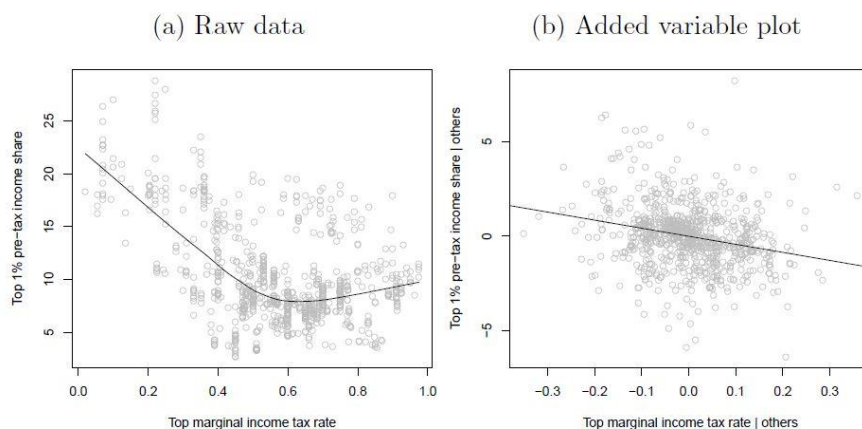 (a) Raw data
(b) Added variable plot
Top 1% pre-tax income share
25
20
15
10
5
0.0 0.2 0.4 0.6 0.8 1.0
Top marginal income tax rate
Top 1% pre-tax income share | others
5
0
−5
−0.3 −0.2 −0.1 0.0 0.1 0.2 0.3
Top marginal income tax rate | others